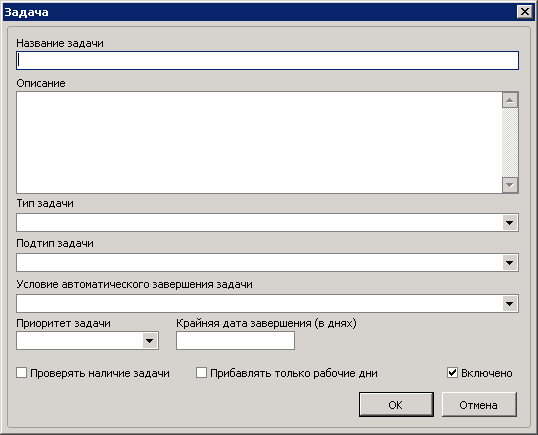 Задача
Название задачи
Описание
Тип задачи
Подтип задачи
Условие автоматического завершения задачи
Приоритет задачи Крайняя дата завершения (в днях)
Проверять наличие задачи Прибавлять только рабочие дни Включено
OK Отмена